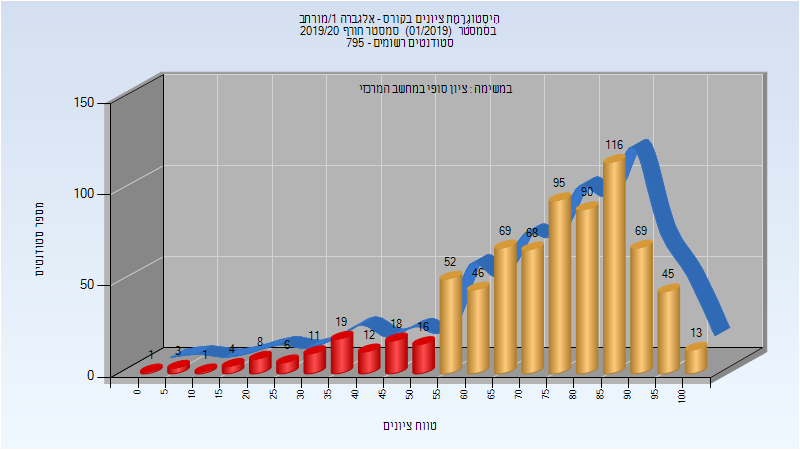 היסטוגרמת ציונים בקורס - אלגברה 1/מורחב
בסמסטר (01/2019) סמסטר חורף 2019/20
סטודנטים רשומים - 795
במשימה : ציון סופי במחשב המרכזי
מספר סטודנטים
150
100
50
0
1 3 1 4 8 6 11 19 12 18 16 52 46 69 68 95 90 116 69 45 13
0 5 10 15 20 25 30 35 40 45 50 55 60 65 70 75 80 85 90 95 100
טווח ציונים